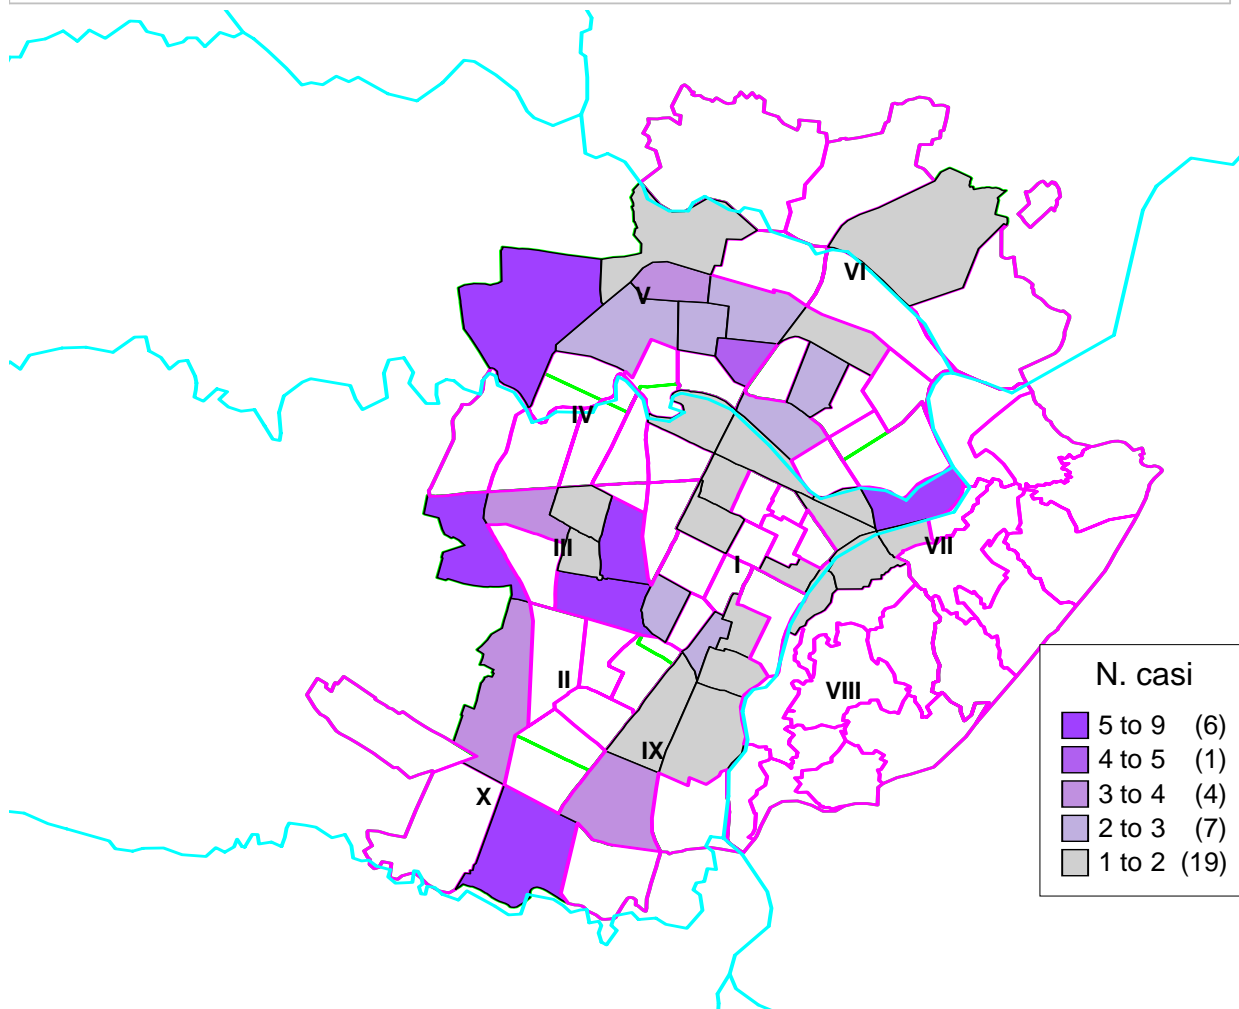 VI
V
IV
VII
III
I
II
VIII
IX
X
N. casi
5 to 9 (6)
4 to 5 (1)
3 to 4 (4)
2 to 3 (7)
1 to 2 (19)